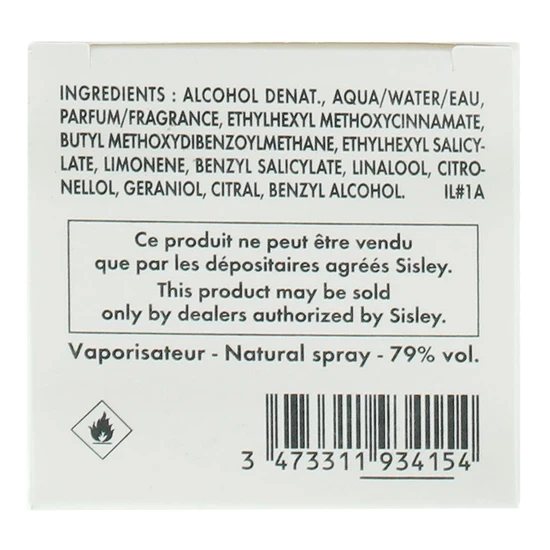 INGREDIENTS : ALCOHOL DENAT., AQUA/WATER/EAU,
PARFUM/FRAGRANCE, ETHYLHEXYL METHOXYCINNAMATE,
BUTYL METHOXYDIBENZOYLMETHANE, ETHYLHEXYL SALICY-
LATE, LIMONENE, BENZYL SALICYLATE, LINALOOL, CITRO-
NELLOL, GERANIOL, CITRAL, BENZYL ALCOHOL. IL#1A
Ce produit ne peut être vendu
que par les dépositaires agréés Sisley.
This product may be sold
only by dealers authorized by Sisley.
Vaporisateur - Natural spray - 79% vol.
3 473311 934154